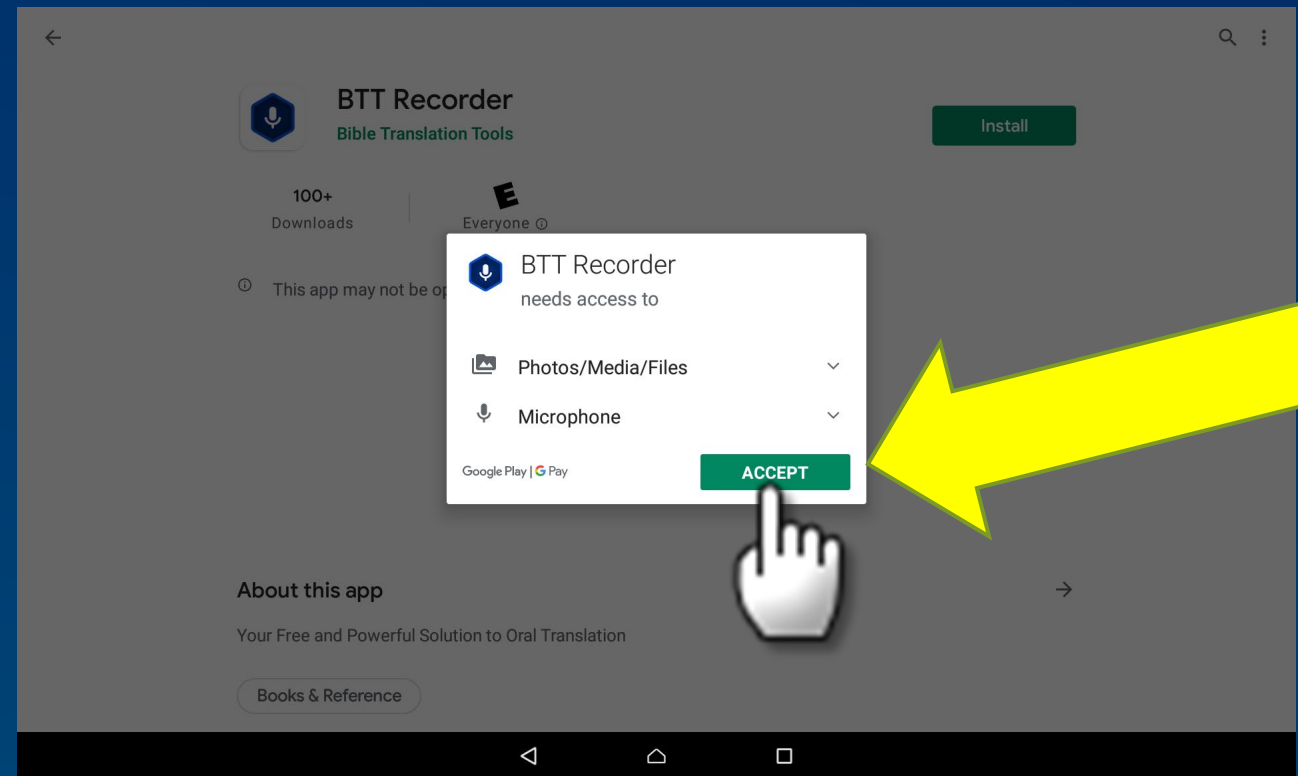 BTT Recorder
Bible Translation Tools
Install
100+
Downloads
E
Everyone
This app may not be op
BTT Recorder
needs access to
Photos/Media/Files
Microphone
Google Play | G Pay
ACCEPT
About this app
Your Free and Powerful Solution to Oral Translation
Books & Reference